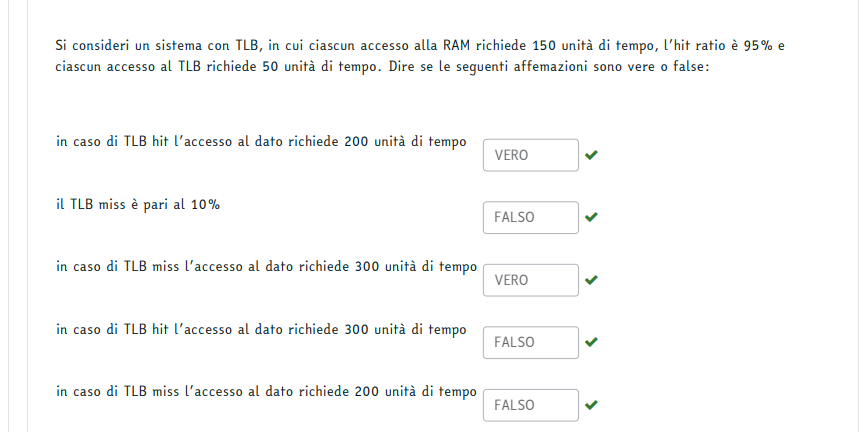 Si consideri un sistema con TLB, in cui ciascun accesso alla RAM richiede 150 unità di tempo, l'hit ratio è 95% e
ciascun accesso al TLB richiede 50 unità di tempo. Dire se le seguenti affemazioni sono vere o false:
in caso di TLB hit l'accesso al dato richiede 200 unità di tempo
VERO
il TLB miss è pari al 10%
FALSO
in caso di TLB miss l'accesso al dato richiede 300 unità di tempo
VERO
in caso di TLB hit l'accesso al dato richiede 300 unità di tempo
FALSO
in caso di TLB miss l'accesso al dato richiede 200 unità di tempo
FALSO